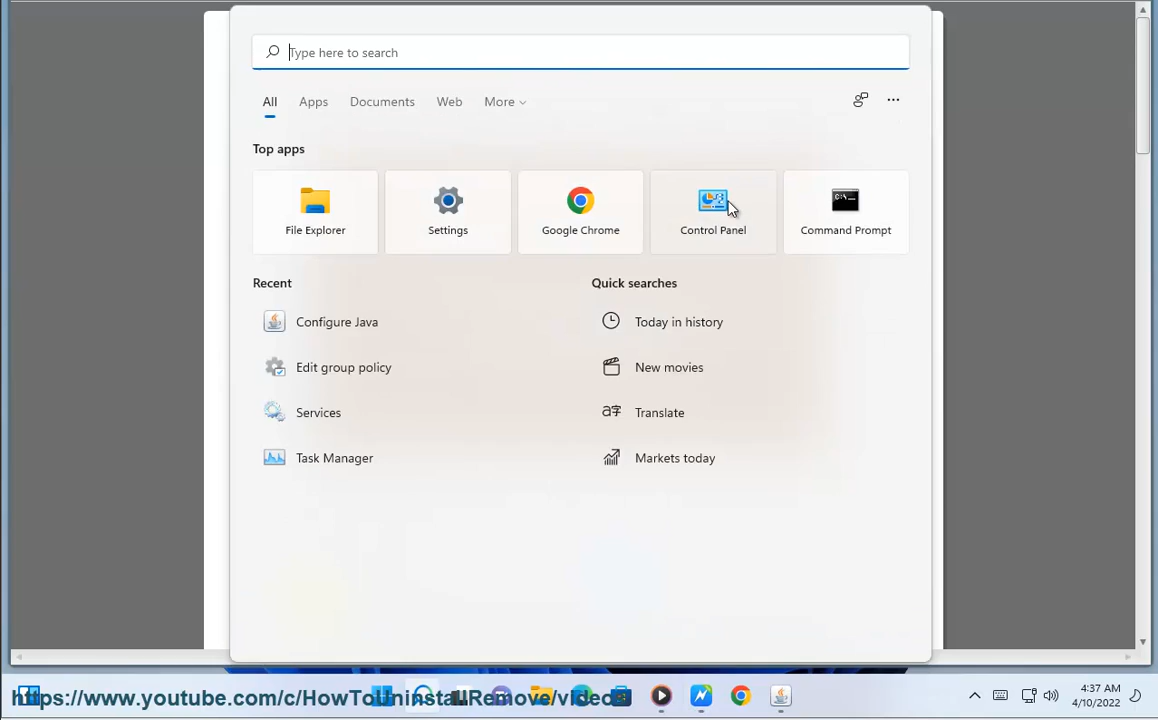 Type here to search
All Apps Documents Web More
Top apps
File Explorer Settings Google Chrome Control Panel Command Prompt
Recent Quick searches
Configure Java Today in history
Edit group policy New movies
Services Translate
Task Manager Markets today
https://www.youtube.com/c/HowToUninstallRemove/videos
4:37 AM
4/10/2022